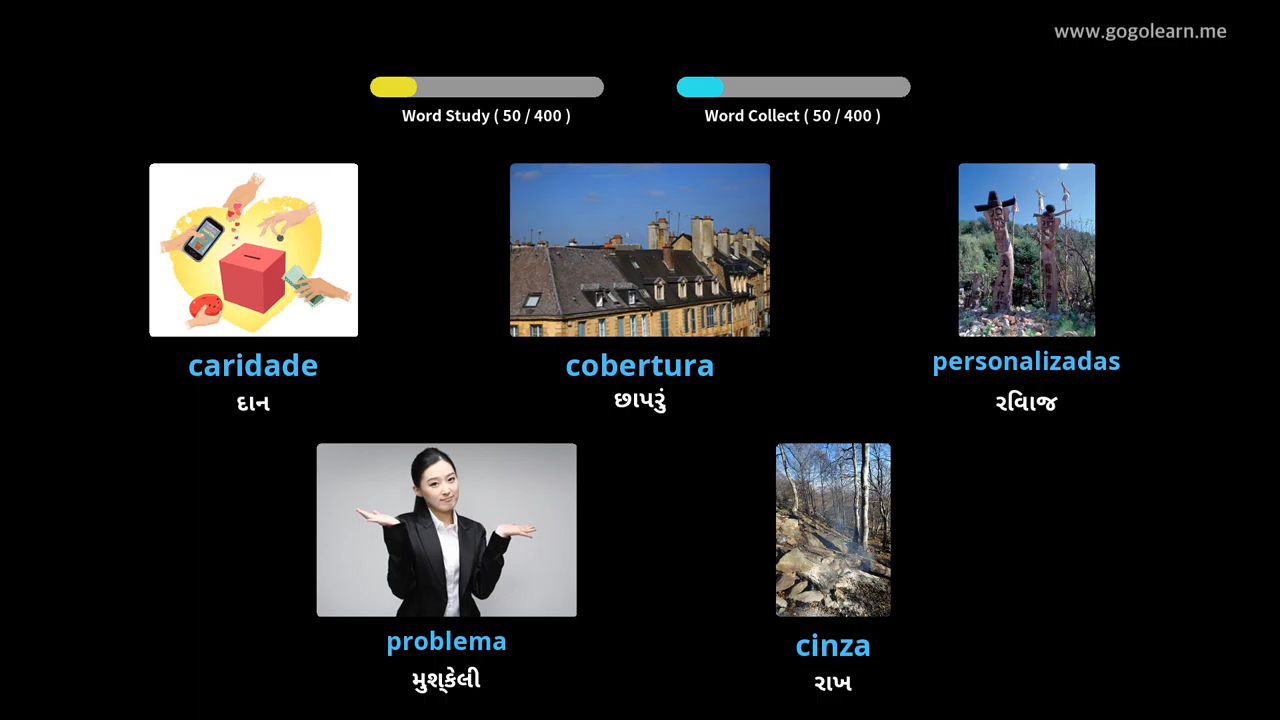 www.gogolearn.me
Word Study ( 50 / 400 )
Word Collect ( 50 / 400 )
caridade
દાન
cobertura
છાપરું
personalizadas
રવિાજ
problema
મુશ્કેલી
cinza
રાખ